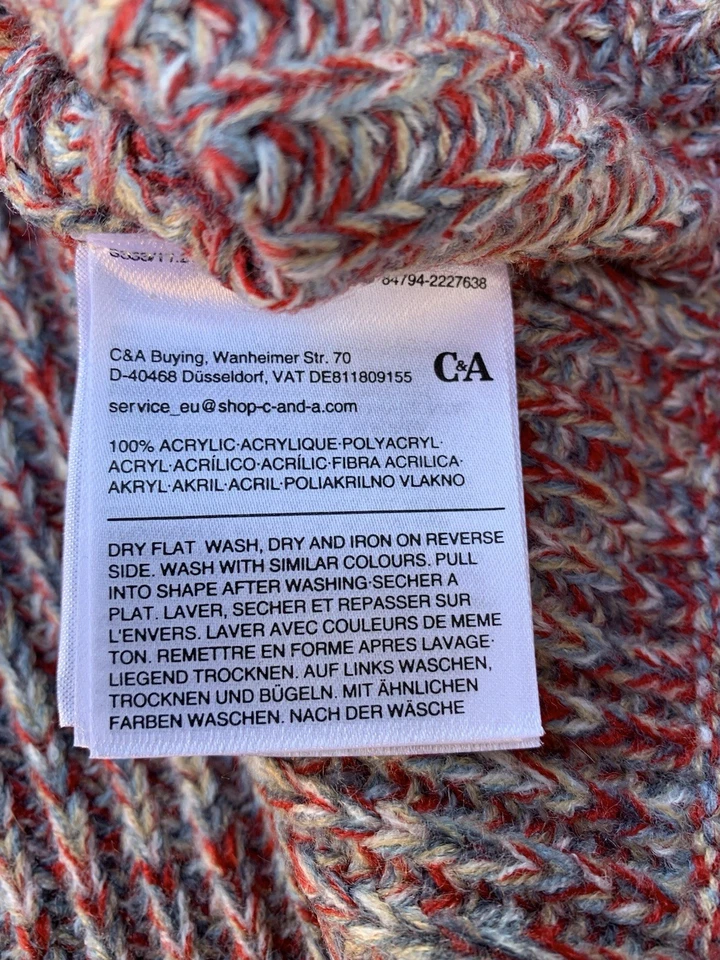 84794-2227638
C&A Buying, Wanheimer Str. 70
D-40468 Düsseldorf, VAT DE811809155
C&A
service_eu@shop-c-and-a.com
100% ACRYLIC·ACRYLIQUE·POLYACRYL·
ACRYL·ACRÍLICO·ACRÍLIC·FIBRA ACRILICA·
AKRYL·AKRIL·ACRIL·POLIAKRILNO VLAKNO
DRY FLAT WASH, DRY AND IRON ON REVERSE
SIDE. WASH WITH SIMILAR COLOURS. PULL
INTO SHAPE AFTER WASHING·SECHER A
PLAT. LAVER, SECHER ET REPASSER SUR
L'ENVERS. LAVER AVEC COULEURS DE MEME
TON. REMETTRE EN FORME APRES LAVAGE·
LIEGEND TROCKNEN. AUF LINKS WASCHEN,
TROCKNEN UND BÜGELN. MIT ÄHNLICHEN
FARBEN WASCHEN. NACH DER WÄSCHE